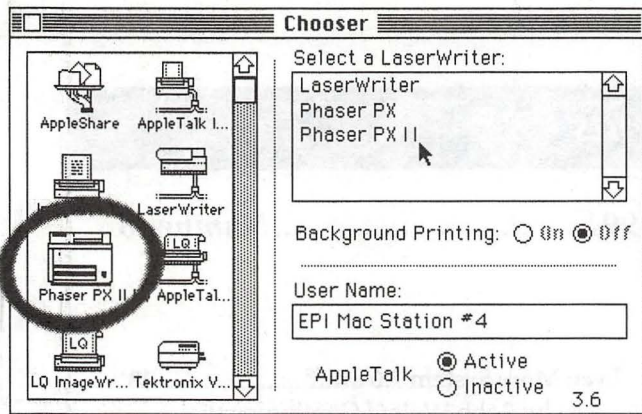 Chooser
AppleShare
AppleTalk I...
LaserWriter
Phaser PX II
AppleTal...
LQ
LQ
LQ ImageWr...
Tektronix V...
Select a LaserWriter:
LaserWriter
Phaser PX
Phaser PX II
Background Printing: On Off
User Name:
EPI Mac Station #4
AppleTalk
Active
Inactive
3.6